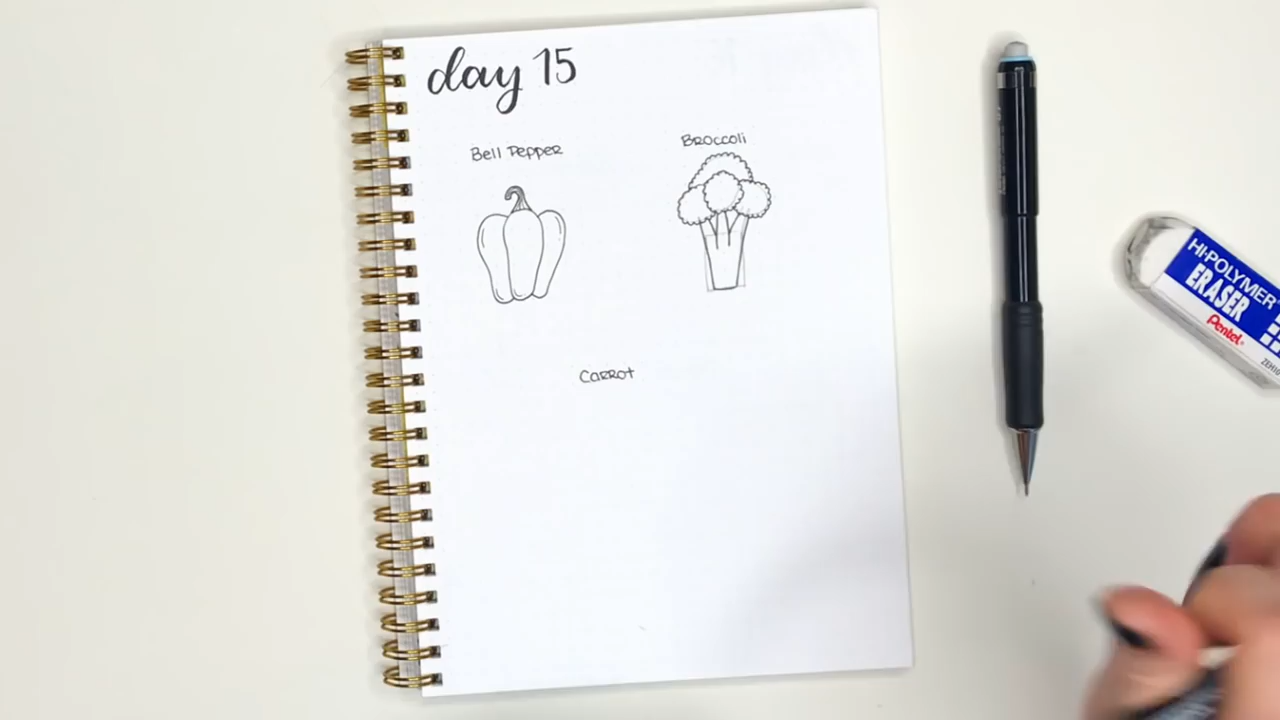 day 15
Bell Pepper
Broccoli
Carrot
HI-POLYMER
ERASER
Pentel